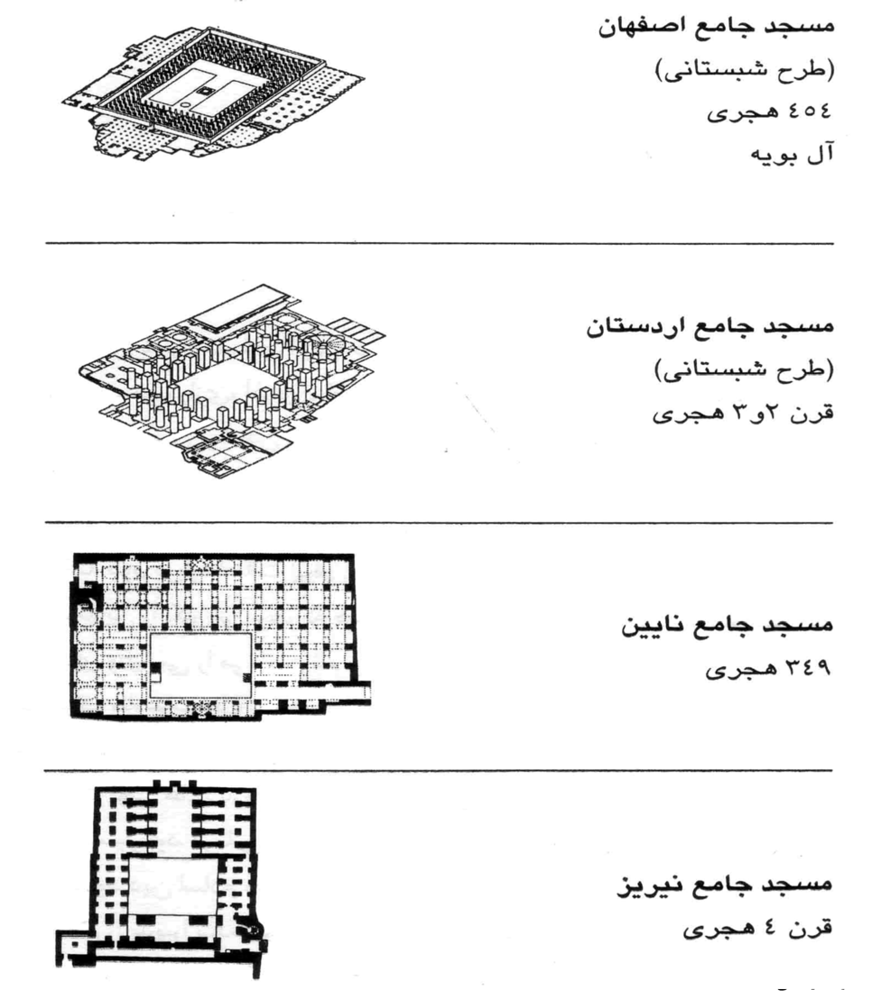 مسجد جامع اصفهان
(طرح شبستانی)
٤٥٤ هجری
آل بویه
مسجد جامع اردستان
(طرح شبستانی)
قرن ۲و۳ هجری
مسجد جامع نایین
۳٤۹ هجری
مسجد جامع نیریز
قرن ٤ هجری